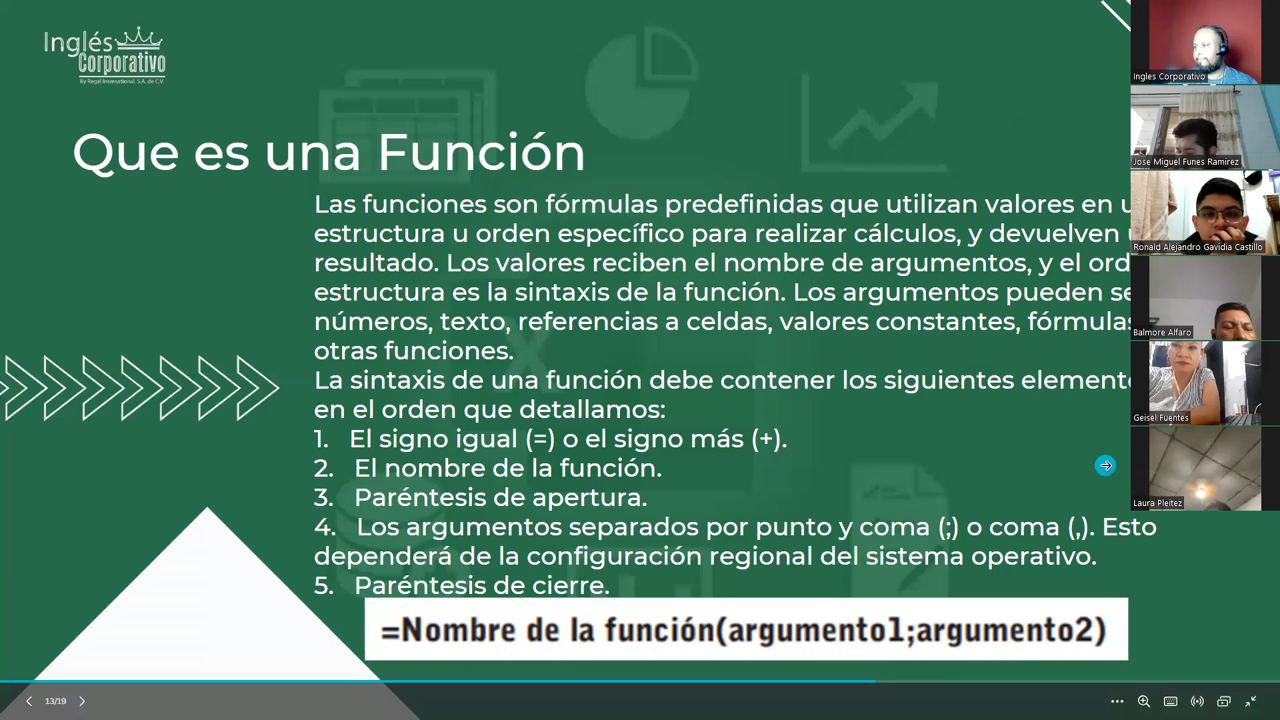 Inglés
Corporativo
By Regal International, S.A. de C.V.
Que es una Función
Las funciones son fórmulas predefinidas que utilizan valores en
estructura u orden específico para realizar cálculos, y devuelven
resultado. Los valores reciben el nombre de argumentos, y el
estructura es la sintaxis de la función. Los argumentos pueden
números, texto, referencias a celdas, valores constantes,
otras funciones.
La sintaxis de una función debe contener los siguientes
en el orden que detallamos:
1. El signo igual (=) o el signo más (+).
2. El nombre de la función.
3. Paréntesis de apertura.
4. Los argumentos separados por punto y coma (;) o coma (,). Esto
dependerá de la configuración regional del sistema operativo.
5. Paréntesis de cierre.
=Nombre de la función(argumento1;argumento2)
13/19
Ingles Corporativo
Jose Miguel Funes Ramirez
Ronald Alejandro Gavidia Castillo
Balmore Alfaro
Geisel Fuentes
Laura Pleitez